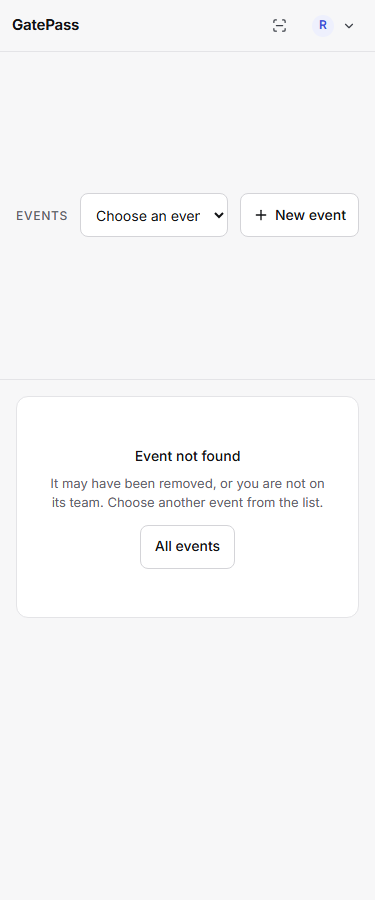 GatePass
R
EVENTS
Choose an ever
New event
Event not found
It may have been removed, or you are not on
its team. Choose another event from the list.
All events